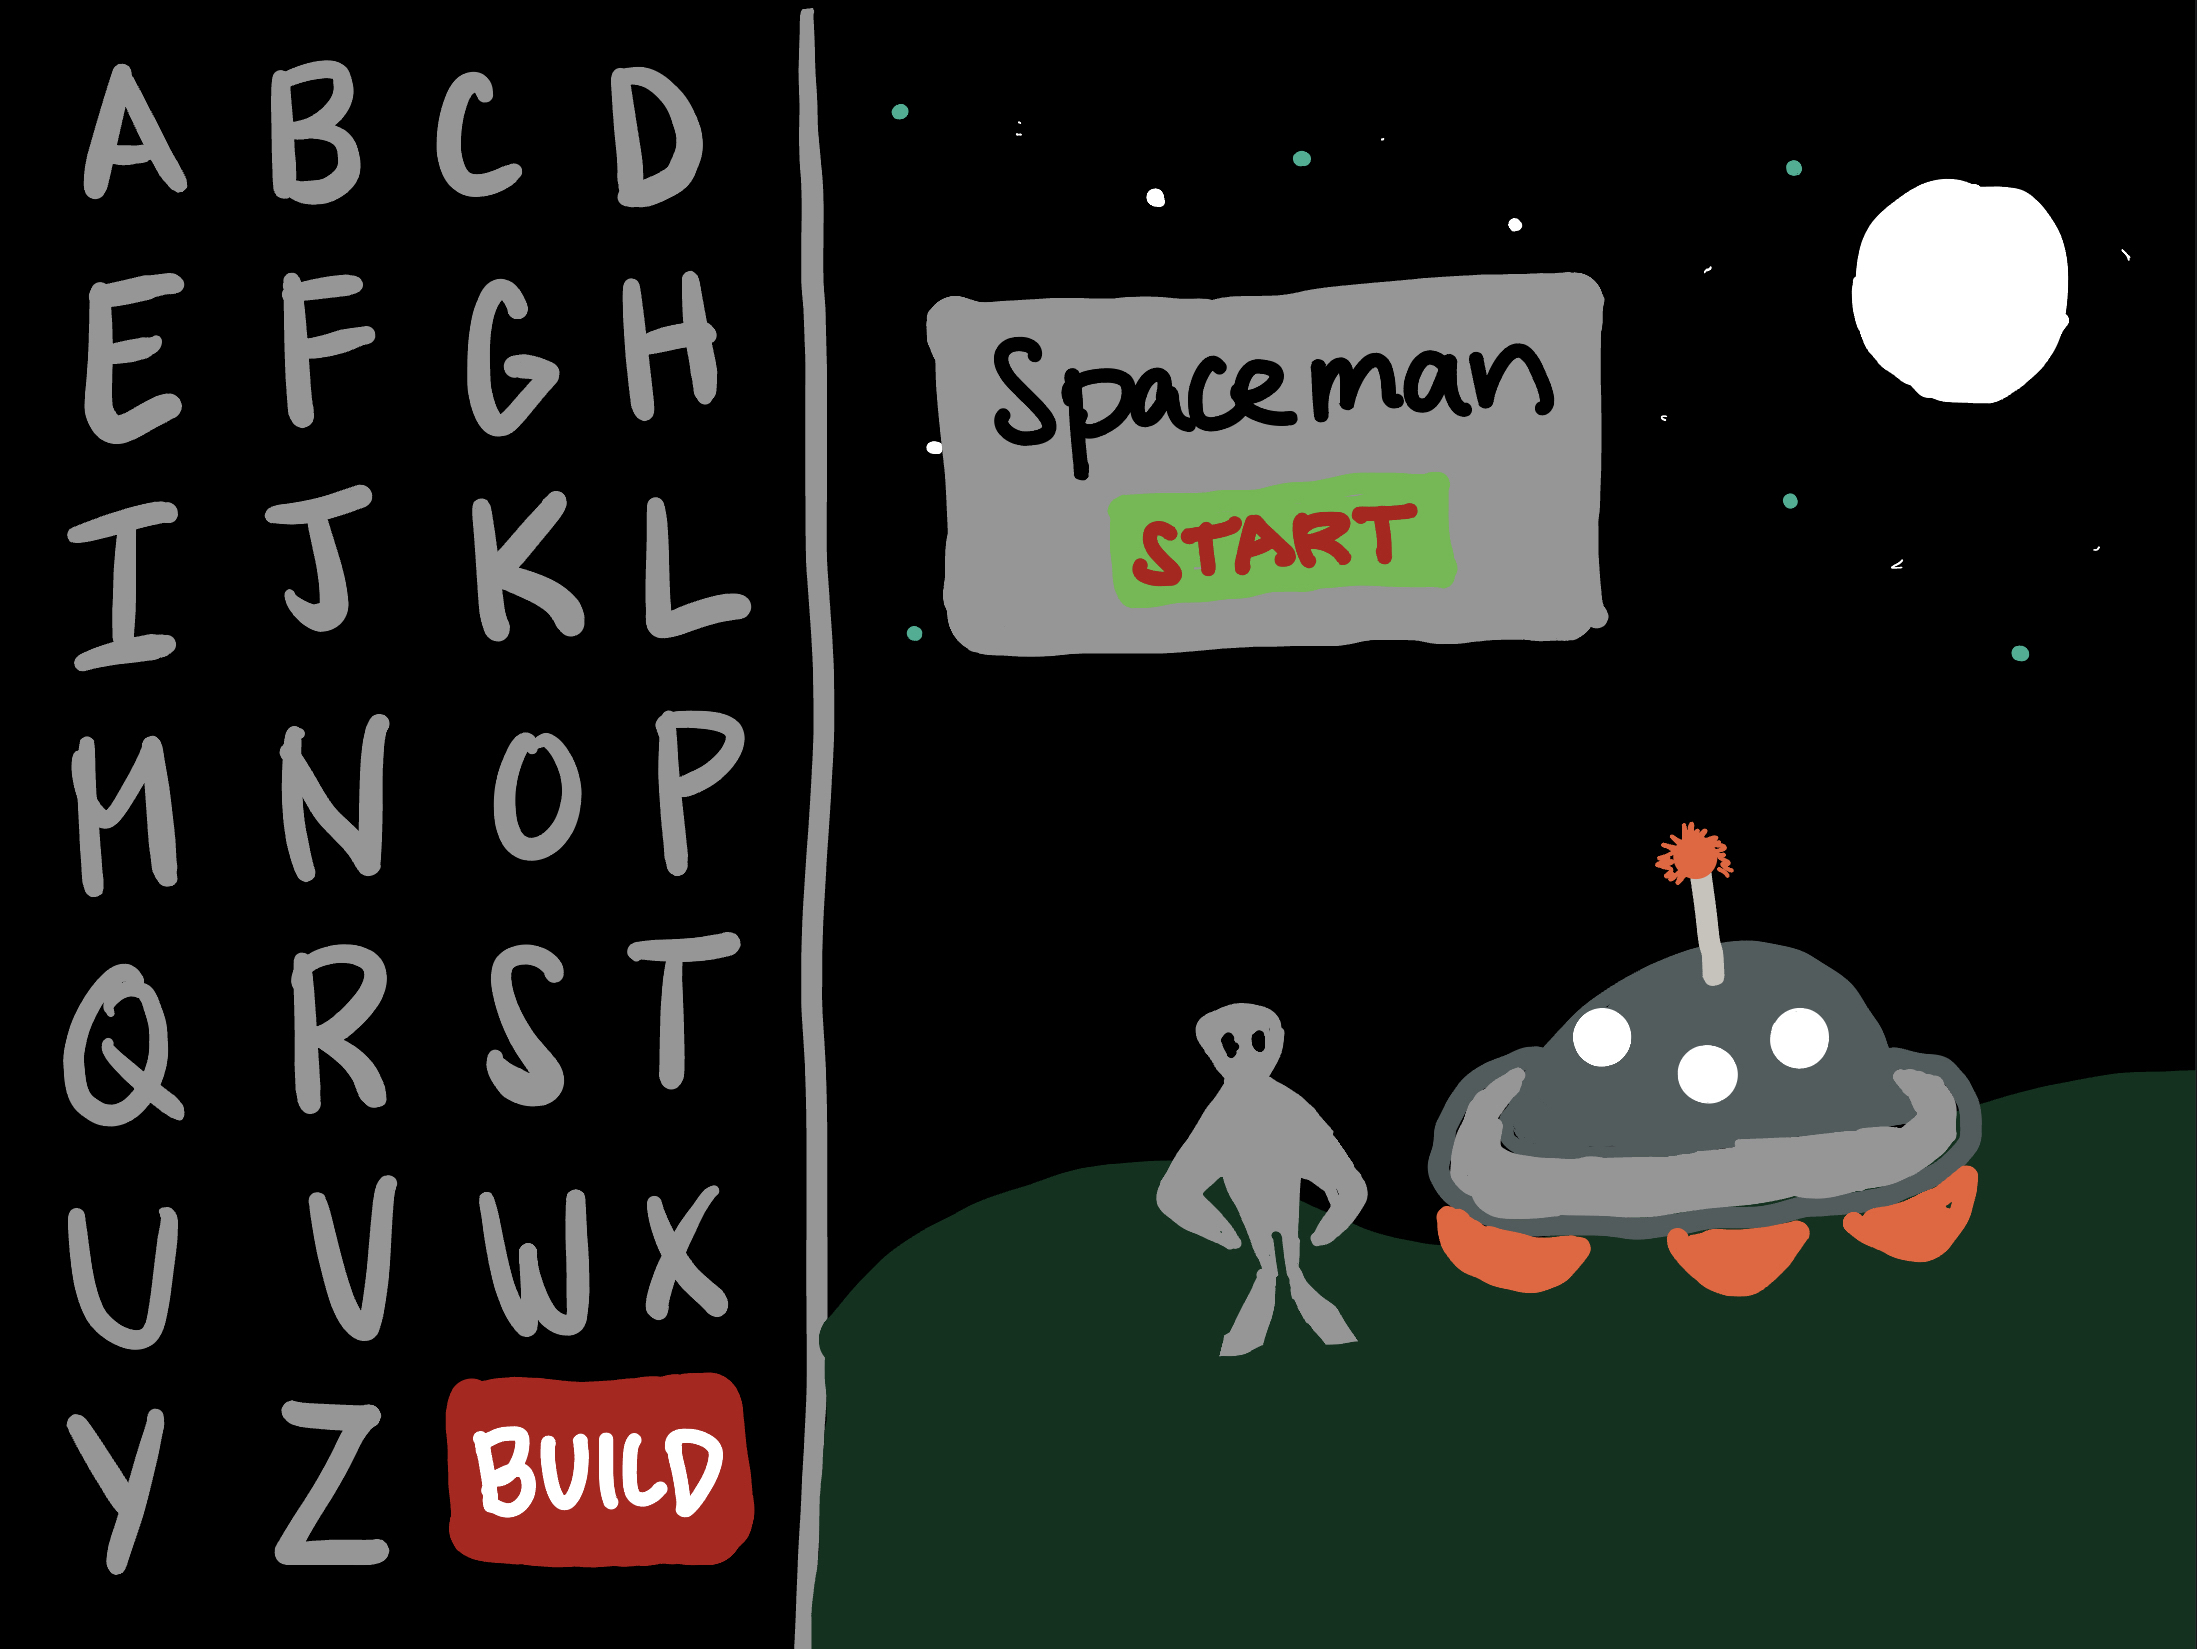 A B C D
E F G H
I J K L
M N O P
Q R S T
U V W X
Y Z BUILD
Spaceman
START